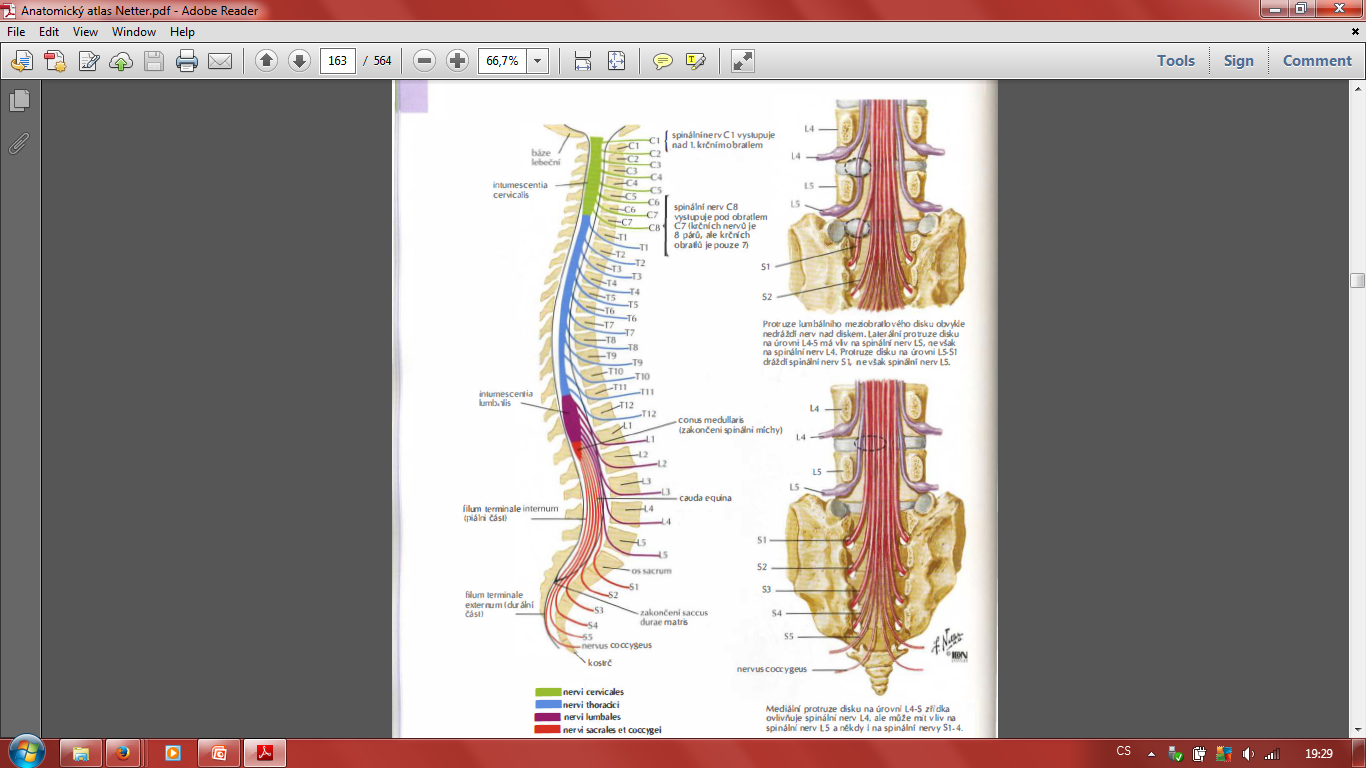 Anatomický atlas Netter.pdf - Adobe Reader
File Edit View Window Help
163 / 564
66,7%
Tools
Sign
Comment
báze
lebeční
intumescentia
cervicalis
C1
C2
C3
C4
C5
C6
C7
T1
T2
T3
T4
T5
T6
T7
T8
T9
T10
T11
T12
L1
L2
L3
L4
L5
C1
C2
C3
C4
C5
C6
C7
C8
T1
T2
T3
T4
T5
T6
T7
T8
T9
T10
T11
T12
L1
L2
L3
L4
L5
S1
S2
S3
S4
S5
nervus coccygeus
kostrč
spinální nerv C1 vystupuje
nad 1. krčním obratlem
spinální nerv C8
vystupuje pod obratlem
C7 (krčních nervů je
8 párů, ale krčních
obratlů je pouze 7)
intumescentia
lumbalis
conus medullaris
(zakončení spinální míchy)
cauda equina
filum terminale internum
(piální část)
os sacrum
filum terminale
externum (durální
část)
zakončení saccus
durae matris
nervi cervicales
nervi thoracici
nervi lumbales
nervi sacrales et coccygei
L4
L4
L5
L5
S1
S2
Protruze lumbálního meziobratlového disku obvykle
nedráždí nerv nad diskem. Laterální protruze disku
na úrovni L4-5 má vliv na spinální nerv L5, ne však
na spinální nerv L4. Protruze disku na úrovni L5-S1
dráždí spinální nerv S1, ne však spinální nerv L5.
L4
L4
L5
L5
S1
S2
S3
S4
S5
nervus coccygeus
F. Netter
Mediální protruze disku na úrovni L4-5 zřídka
ovlivňuje spinální nerv L4, ale může mít vliv na
spinální nerv L5 a někdy i na spinální nervy S1-4.
CS
19:29